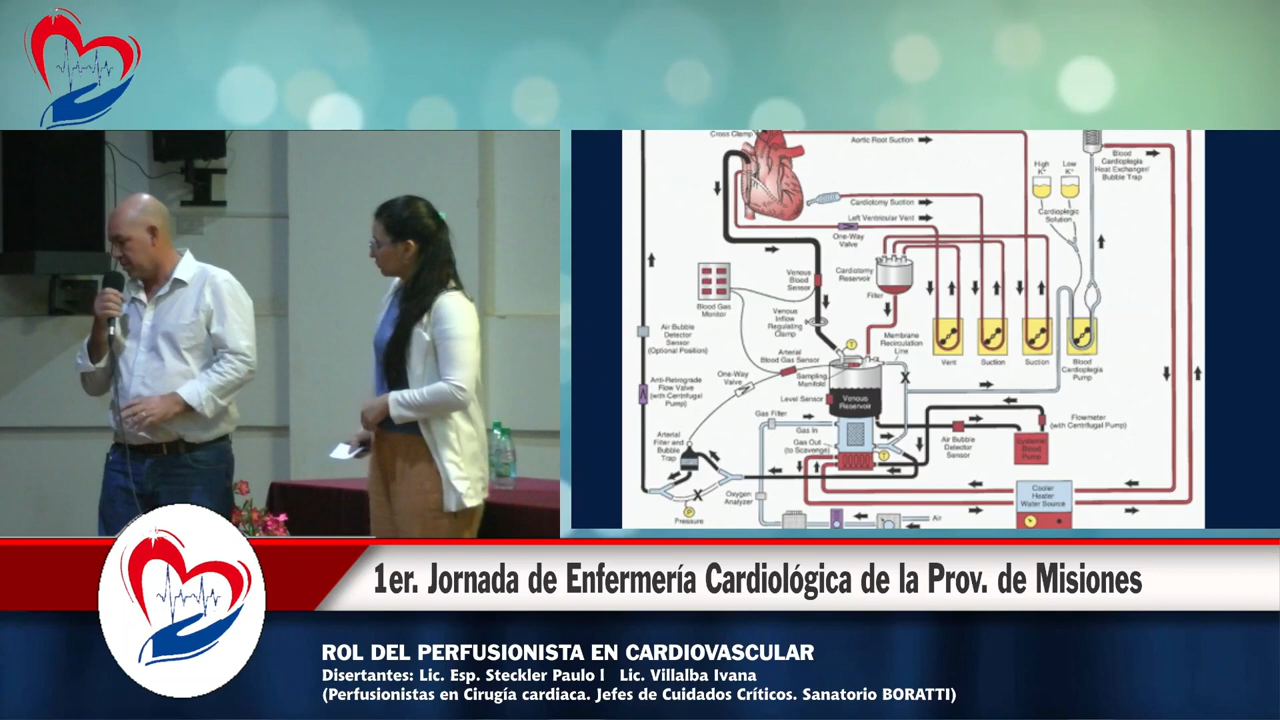 Cross Clamp
Aortic Root Suction
Blood
Cardioplegia
Heat Exchanger/
Bubble Trap
High
K+
Low
K+
Cardiotomy Suction
Left Ventricular Vent
Cardioplegic
Solution
One-Way
Valve
Venous
Blood
Sensor
Cardiotomy
Reservoir
Filter
Blood Gas
Monitor
Venous
Inflow
Regulating
Clamp
Air Bubble
Detector
Sensor
(Optional Position)
Membrane
Recirculation
Line
Vent
Suction
Suction
Blood
Cardioplegia
Pump
Arterial
Blood Gas Sensor
T
One-Way
Valve
Sampling
Manifold
X
Anti-Retrograde
Flow Valve
(with Centrifugal
Pump)
Level Sensor
Venous
Reservoir
Gas Filter
Gas In
Flowmeter
(with Centrifugal Pump)
Arterial
Filter and
Bubble
Trap
Gas Out
(to Scavenge)
T
Air Bubble
Detector
Sensor
Systemic
Blood
Pump
X
Oxygen
Analyzer
Cooler
Heater
Water Source
P
Pressure
Air
1er. Jornada de Enfermería Cardiológica de la Prov. de Misiones
ROL DEL PERFUSIONISTA EN CARDIOVASCULAR
Disertantes: Lic. Esp. Steckler Paulo l Lic. Villalba Ivana
(Perfusionistas en Cirugía cardiaca. Jefes de Cuidados Críticos. Sanatorio BORATTI)